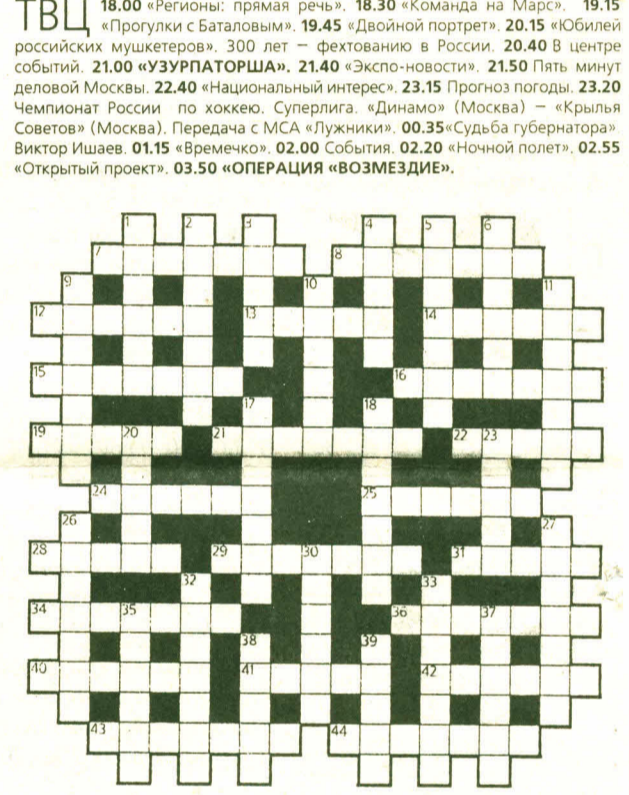 ТВЦ 18.00 «Регионы: прямая речь». 18.30 «Команда на Марс». 19.15
«Прогулки с Баталовым». 19.45 «Двойной портрет». 20.15 «Юбилей
российских мушкетеров». 300 лет – фехтованию в России. 20.40 В центре
событий. 21.00 «УЗУРПАТОРША». 21.40 «Экспо-новости». 21.50 Пять минут
деловой Москвы. 22.40 «Национальный интерес». 23.15 Прогноз погоды. 23.20
Чемпионат России по хоккею. Суперлига. «Динамо» (Москва) – «Крылья
Советов» (Москва). Передача с МСА «Лужники». 00.35«Судьба губернатора»
Виктор Ишаев. 01.15 «Времечко». 02.00 События. 02.20 «Ночной полет». 02.55
«Открытый проект». 03.50 «ОПЕРАЦИЯ «ВОЗМЕЗДИЕ».
1 2 3 4 5 6
7 8
9 10 11
12 13 14
15 16
17 18
19 20 21 22 23
24 25
26 27
28 29 30 31
32 33
34 35 36 37
38 39
40 41 42
43 44